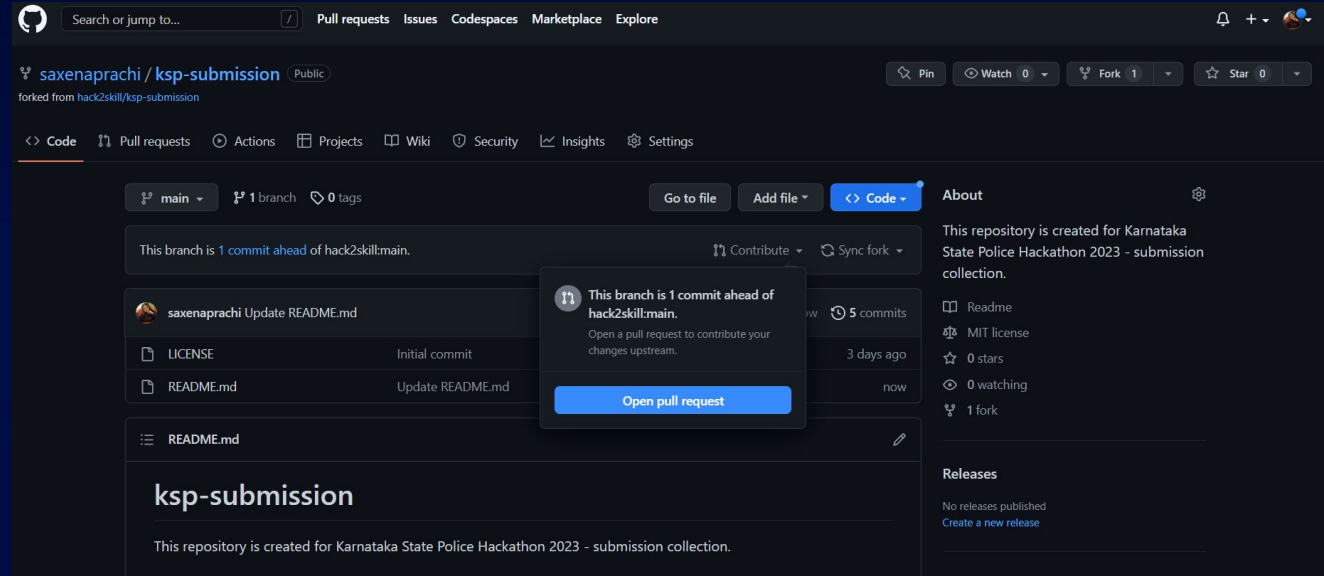 Search or jump to... / Pull requests Issues Codespaces Marketplace Explore
saxenaprachi / ksp-submission Public
Pin Watch 0 Fork 1 Star 0
forked from hack2skill/ksp-submission
<> Code Pull requests Actions Projects Wiki Security Insights Settings
main 1 branch 0 tags Go to file Add file <> Code
This branch is 1 commit ahead of hack2skill:main. Contribute Sync fork
This branch is 1 commit ahead of
hack2skill:main.
Open a pull request to contribute your
changes upstream.
Open pull request
saxenaprachi Update README.md 5 commits
LICENSE Initial commit 3 days ago
README.md Update README.md now
README.md
ksp-submission
This repository is created for Karnataka State Police Hackathon 2023 - submission collection.
About
This repository is created for Karnataka
State Police Hackathon 2023 - submission
collection.
Readme
MIT license
0 stars
0 watching
1 fork
Releases
No releases published
Create a new release